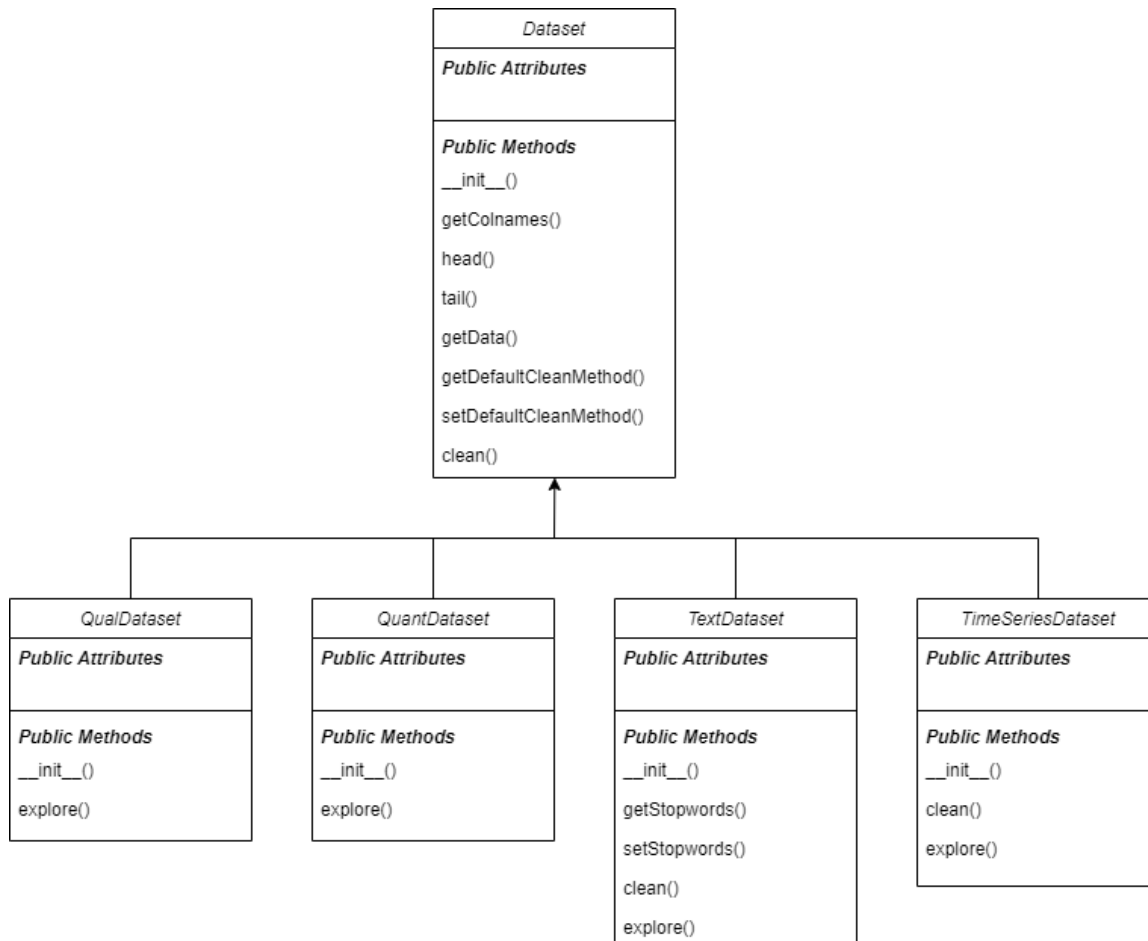 Dataset
Public Attributes
Public Methods
__init__()
getColnames()
head()
tail()
getData()
getDefaultCleanMethod()
setDefaultCleanMethod()
clean()
QualDataset
Public Attributes
Public Methods
__init__()
explore()
QuantDataset
Public Attributes
Public Methods
__init__()
explore()
TextDataset
Public Attributes
Public Methods
__init__()
getStopwords()
setStopwords()
clean()
explore()
TimeSeriesDataset
Public Attributes
Public Methods
__init__()
clean()
explore()